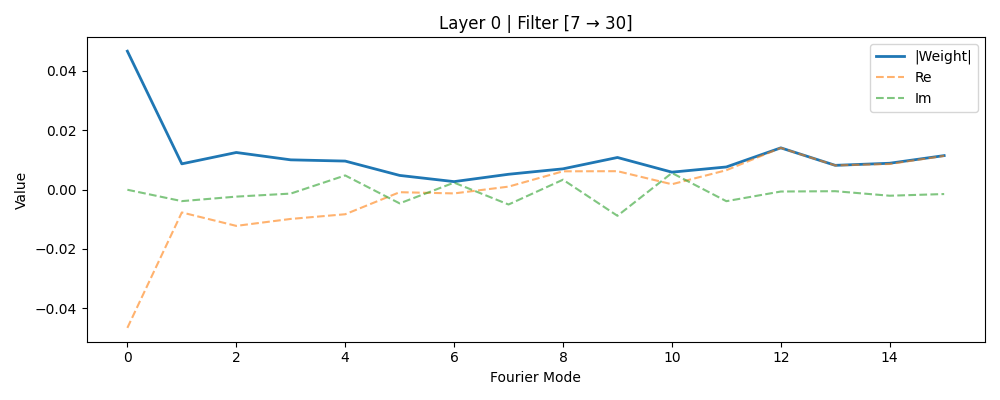 Layer 0 | Filter [7 → 30]
|Weight|
Re
Im
0.04
0.02
0.00
−0.02
−0.04
Value
0 2 4 6 8 10 12 14
Fourier Mode